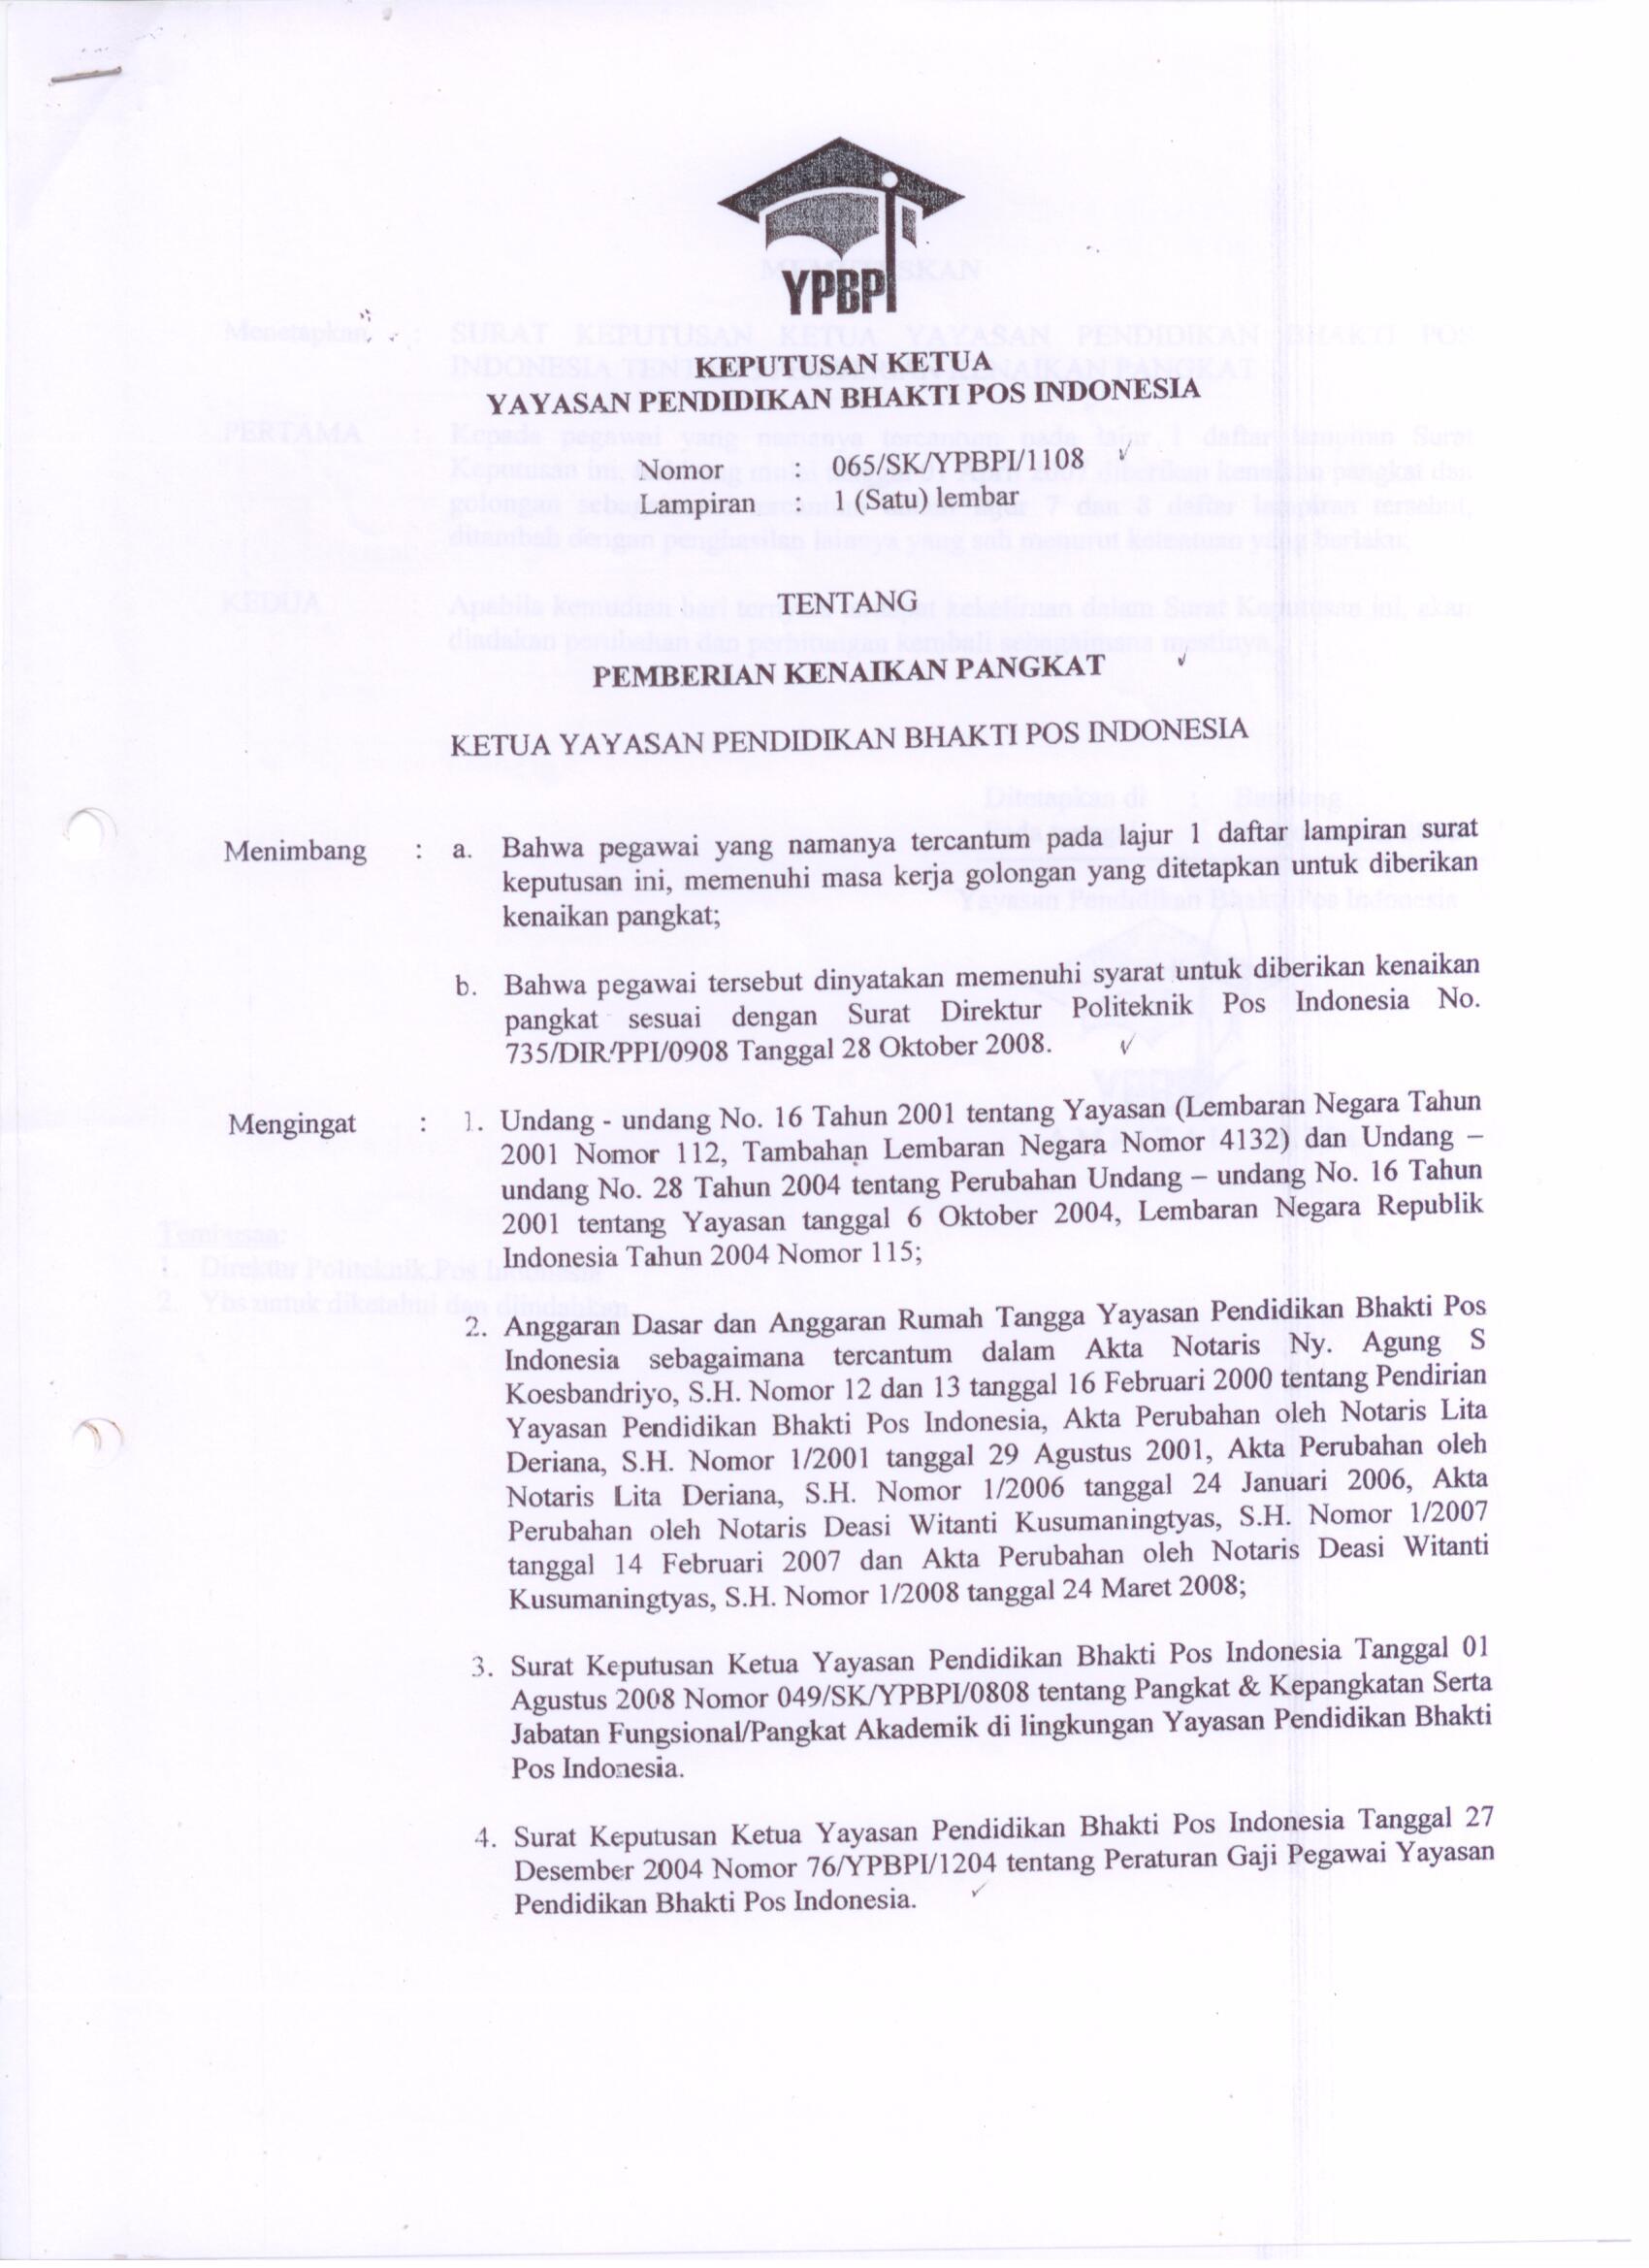 YPBPI
KEPUTUSAN KETUA
YAYASAN PENDIDIKAN BHAKTI POS INDONESIA
Nomor : 065/SK/YPBPI/1108
Lampiran : 1 (Satu) lembar
TENTANG
PEMBERIAN KENAIKAN PANGKAT
KETUA YAYASAN PENDIDIKAN BHAKTI POS INDONESIA
Menimbang : a. Bahwa pegawai yang namanya tercantum pada lajur 1 daftar lampiran surat
keputusan ini, memenuhi masa kerja golongan yang ditetapkan untuk diberikan
kenaikan pangkat;
b. Bahwa pegawai tersebut dinyatakan memenuhi syarat untuk diberikan kenaikan
pangkat sesuai dengan Surat Direktur Politeknik Pos Indonesia No.
735/DIR/PPI/0908 Tanggal 28 Oktober 2008.
Mengingat : 1. Undang - undang No. 16 Tahun 2001 tentang Yayasan (Lembaran Negara Tahun
2001 Nomor 112, Tambahan Lembaran Negara Nomor 4132) dan Undang –
undang No. 28 Tahun 2004 tentang Perubahan Undang – undang No. 16 Tahun
2001 tentang Yayasan tanggal 6 Oktober 2004, Lembaran Negara Republik
Indonesia Tahun 2004 Nomor 115;
2. Anggaran Dasar dan Anggaran Rumah Tangga Yayasan Pendidikan Bhakti Pos
Indonesia sebagaimana tercantum dalam Akta Notaris Ny. Agung S
Koesbandriyo, S.H. Nomor 12 dan 13 tanggal 16 Februari 2000 tentang Pendirian
Yayasan Pendidikan Bhakti Pos Indonesia, Akta Perubahan oleh Notaris Lita
Deriana, S.H. Nomor 1/2001 tanggal 29 Agustus 2001, Akta Perubahan oleh
Notaris Lita Deriana, S.H. Nomor 1/2006 tanggal 24 Januari 2006, Akta
Perubahan oleh Notaris Deasi Witanti Kusumaningtyas, S.H. Nomor 1/2007
tanggal 14 Februari 2007 dan Akta Perubahan oleh Notaris Deasi Witanti
Kusumaningtyas, S.H. Nomor 1/2008 tanggal 24 Maret 2008;
3. Surat Keputusan Ketua Yayasan Pendidikan Bhakti Pos Indonesia Tanggal 01
Agustus 2008 Nomor 049/SK/YPBPI/0808 tentang Pangkat & Kepangkatan Serta
Jabatan Fungsional/Pangkat Akademik di lingkungan Yayasan Pendidikan Bhakti
Pos Indonesia.
4. Surat Keputusan Ketua Yayasan Pendidikan Bhakti Pos Indonesia Tanggal 27
Desember 2004 Nomor 76/YPBPI/1204 tentang Peraturan Gaji Pegawai Yayasan
Pendidikan Bhakti Pos Indonesia.